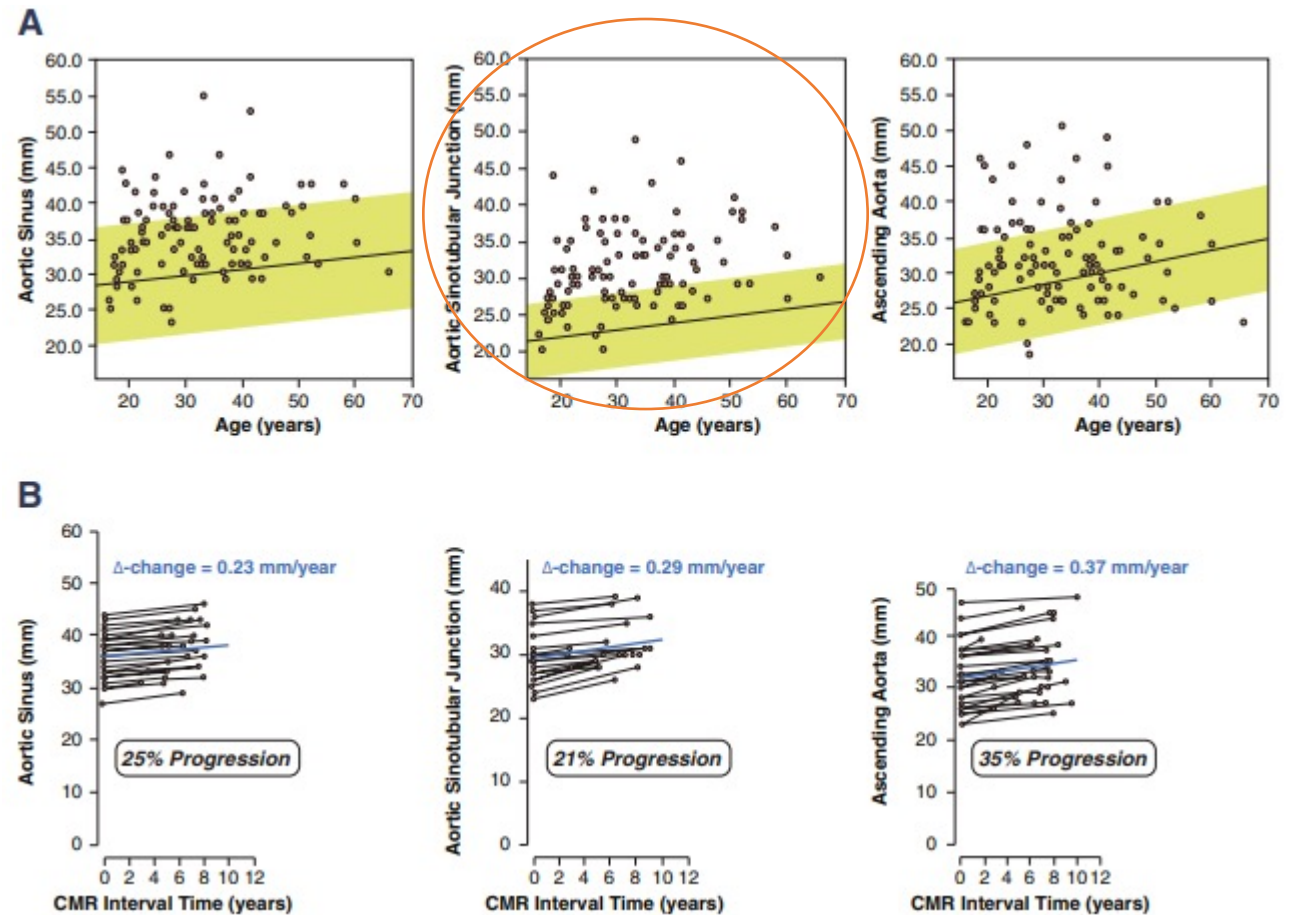 A
Aortic Sinus (mm)
60.0
55.0
50.0
45.0
40.0
35.0
30.0
25.0
20.0
20 30 40 50 60 70
Age (years)
Aortic Sinotubular Junction (mm)
60.0
55.0
50.0
45.0
40.0
35.0
30.0
25.0
20.0
20 30 40 50 60 70
Age (years)
Ascending Aorta (mm)
60.0
55.0
50.0
45.0
40.0
35.0
30.0
25.0
20.0
20 30 40 50 60 70
Age (years)
B
Aortic Sinus (mm)
60
50
40
30
20
10
0
Δ-change = 0.23 mm/year
25% Progression
0 2 4 6 8 10 12
CMR Interval Time (years)
Aortic Sinotubular Junction (mm)
40
30
20
10
0
Δ-change = 0.29 mm/year
21% Progression
0 2 4 6 8 10 12
CMR Interval Time (years)
Ascending Aorta (mm)
50
40
30
20
10
0
Δ-change = 0.37 mm/year
35% Progression
0 2 4 6 8 10 12
CMR Interval Time (years)